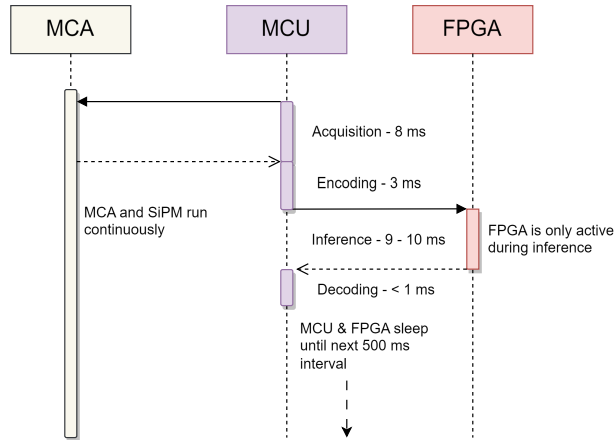 MCA
MCU
FPGA
Acquisition - 8 ms
Encoding - 3 ms
MCA and SiPM run
continuously
Inference - 9 - 10 ms
FPGA is only active
during inference
Decoding - < 1 ms
MCU & FPGA sleep
until next 500 ms
interval